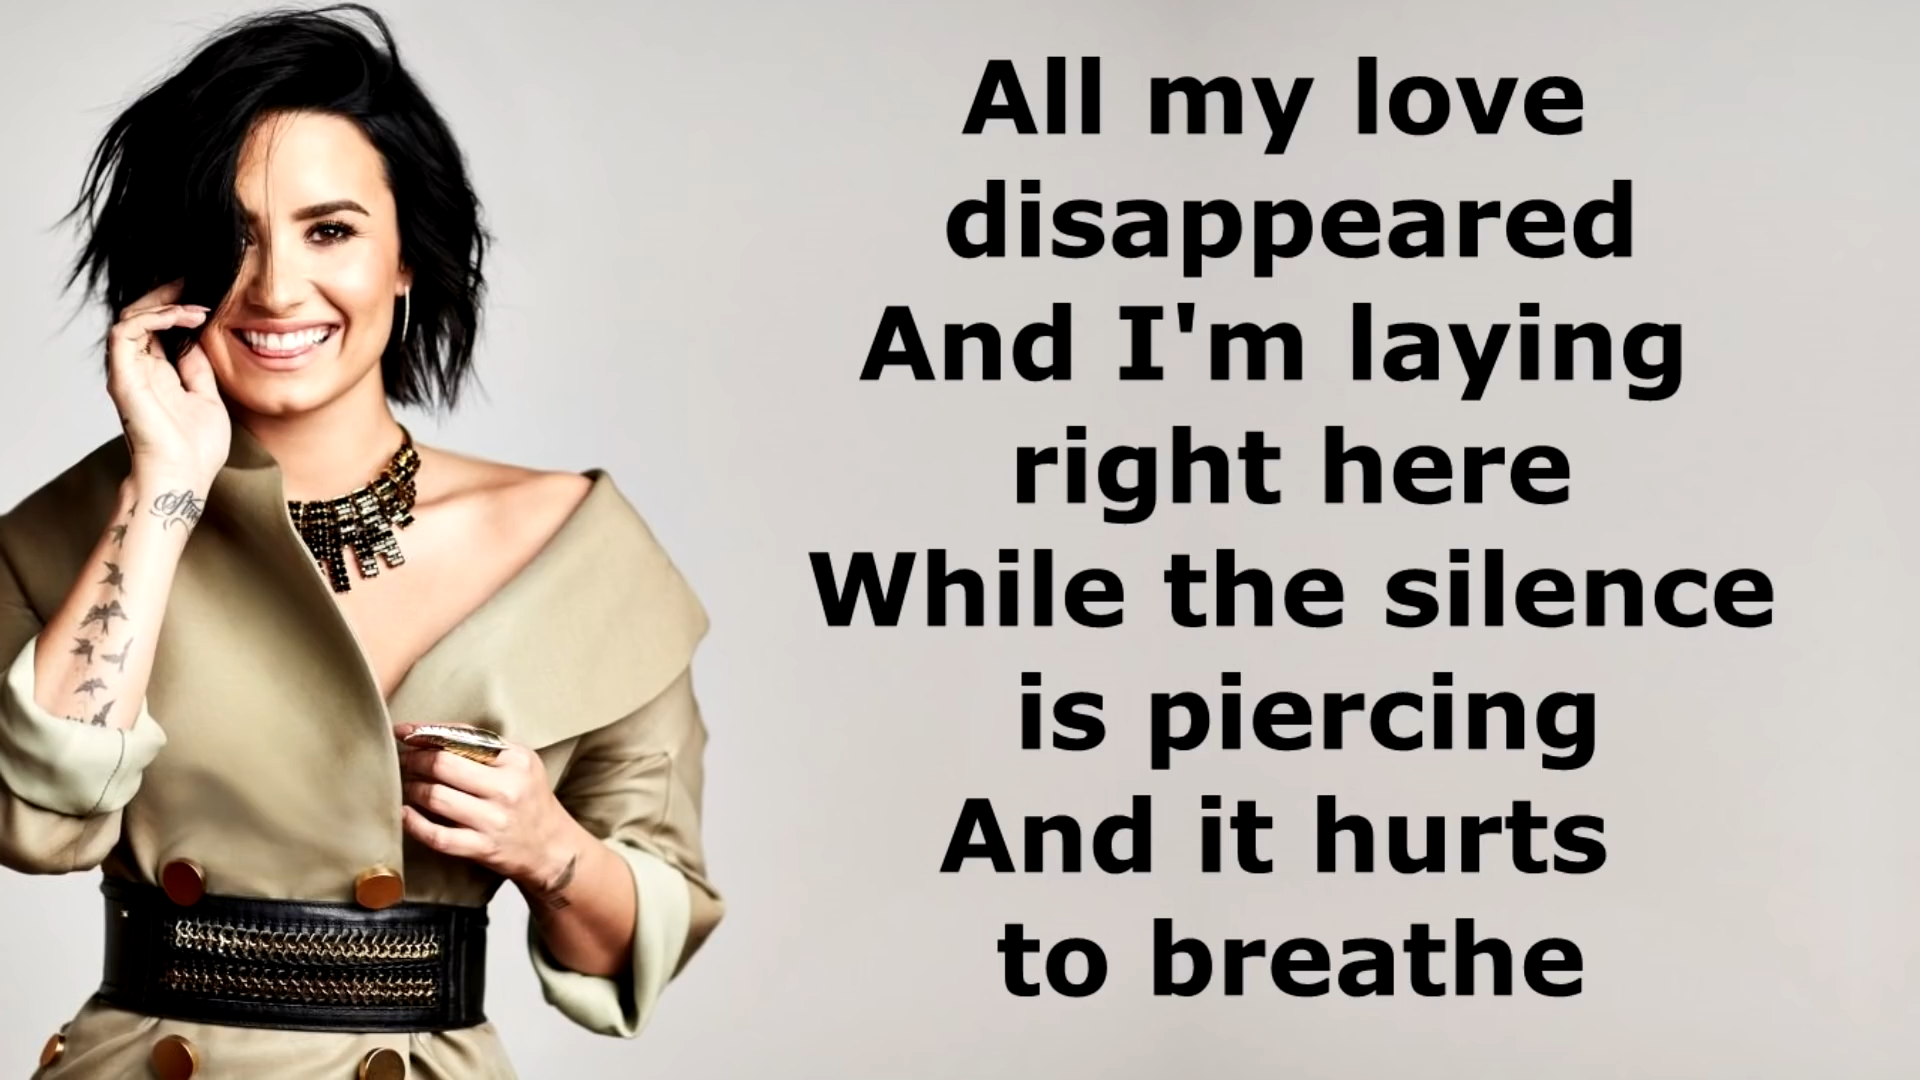 All my love
disappeared
And I'm laying
right here
While the silence
is piercing
And it hurts
to breathe